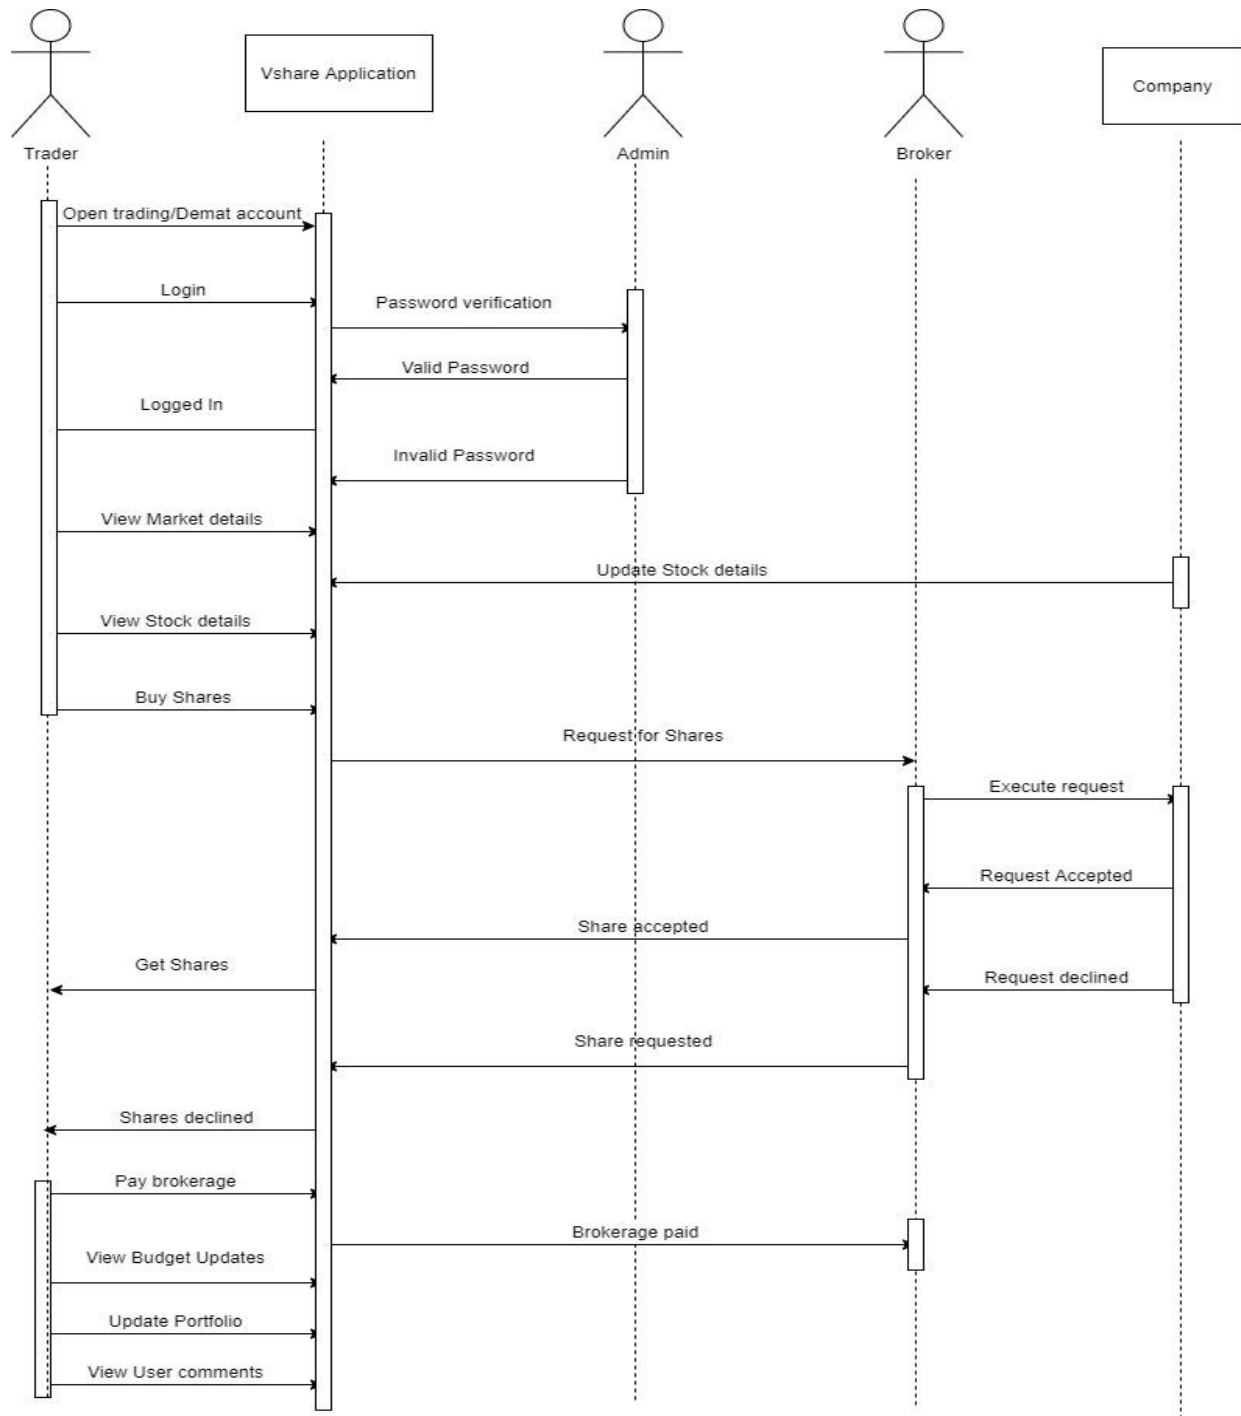 Vshare Application
Company
Trader
Admin
Broker
Open trading/Demat account
Login
Password verification
Valid Password
Logged In
Invalid Password
View Market details
Update Stock details
View Stock details
Buy Shares
Request for Shares
Execute request
Request Accepted
Share accepted
Get Shares
Request declined
Share requested
Shares declined
Pay brokerage
Brokerage paid
View Budget Updates
Update Portfolio
View User comments